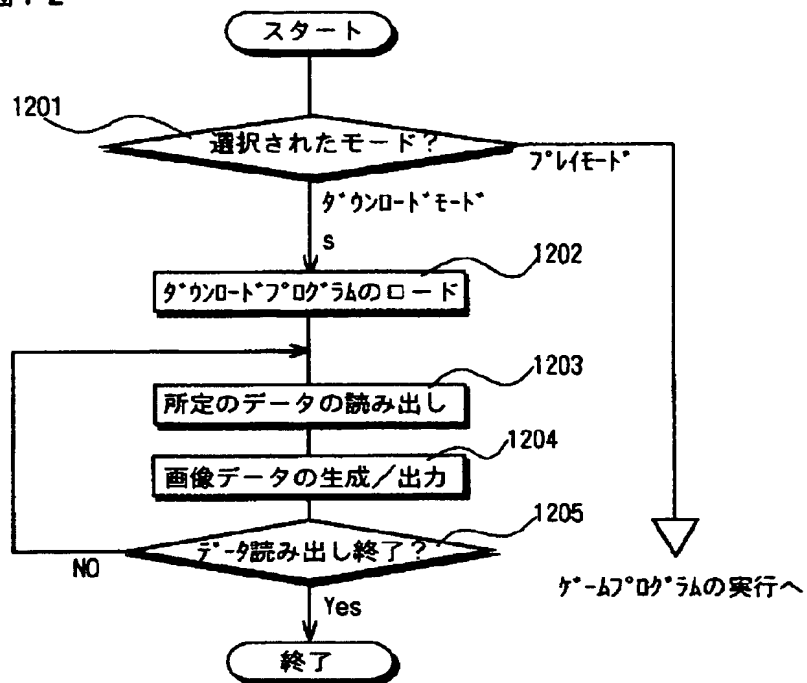 スタート
1201
選択されたモード?
プレイモード
ダウンロードモード
s
1202
ダウンロードプログラムのロード
1203
所定のデータの読み出し
1204
画像データの生成/出力
1205
データ読み出し終了?
NO
Yes
ゲームプログラムの実行へ
終了